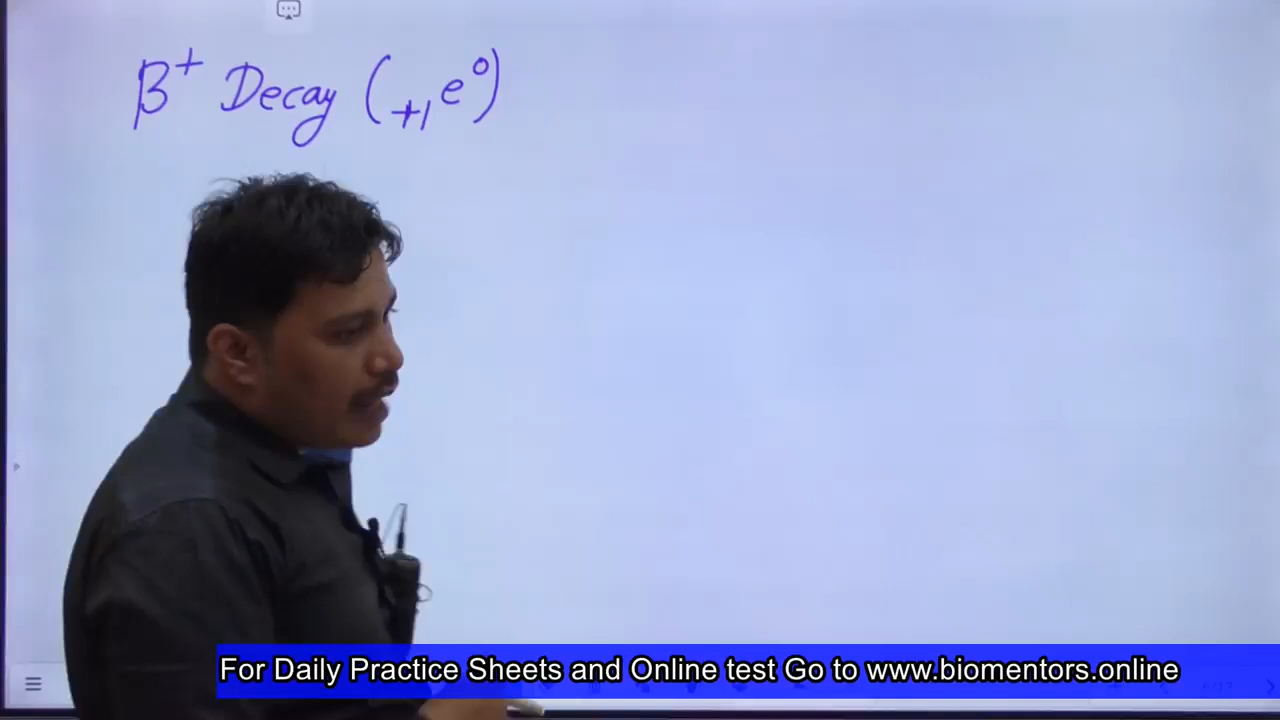 β⁺ Decay (₊₁e⁰)
For Daily Practice Sheets and Online test Go to www.biomentors.online